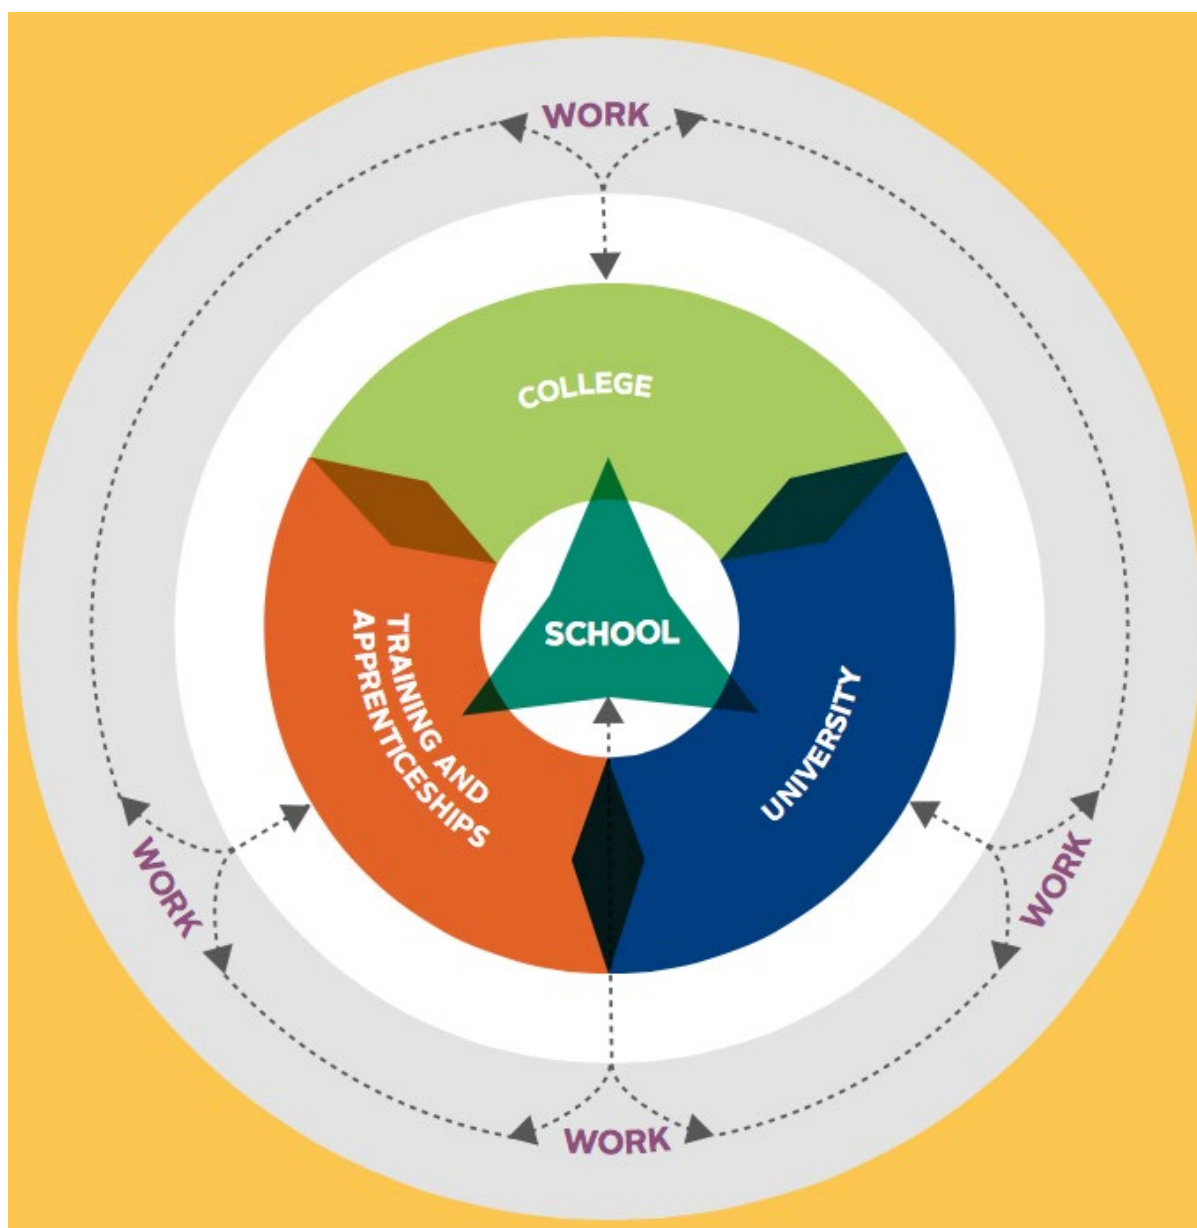 WORK
COLLEGE
SCHOOL
TRAINING AND
APPRENTICESHIPS
UNIVERSITY
WORK
WORK
WORK